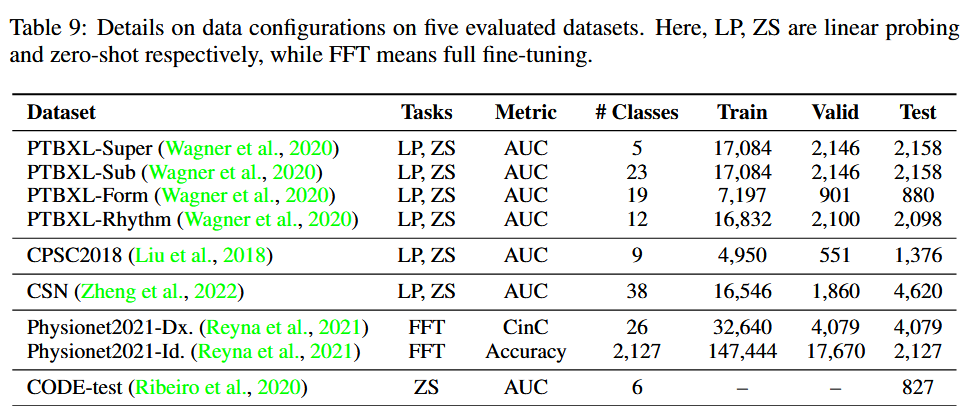 Table 9: Details on data configurations on five evaluated datasets. Here, LP, ZS are linear probing
and zero-shot respectively, while FFT means full fine-tuning.
Dataset Tasks Metric # Classes Train Valid Test
PTBXL-Super (Wagner et al., 2020) LP, ZS AUC 5 17,084 2,146 2,158
PTBXL-Sub (Wagner et al., 2020) LP, ZS AUC 23 17,084 2,146 2,158
PTBXL-Form (Wagner et al., 2020) LP, ZS AUC 19 7,197 901 880
PTBXL-Rhythm (Wagner et al., 2020) LP, ZS AUC 12 16,832 2,100 2,098
CPSC2018 (Liu et al., 2018) LP, ZS AUC 9 4,950 551 1,376
CSN (Zheng et al., 2022) LP, ZS AUC 38 16,546 1,860 4,620
Physionet2021-Dx. (Reyna et al., 2021) FFT CinC 26 32,640 4,079 4,079
Physionet2021-Id. (Reyna et al., 2021) FFT Accuracy 2,127 147,444 17,670 2,127
CODE-test (Ribeiro et al., 2020) ZS AUC 6 – – 827